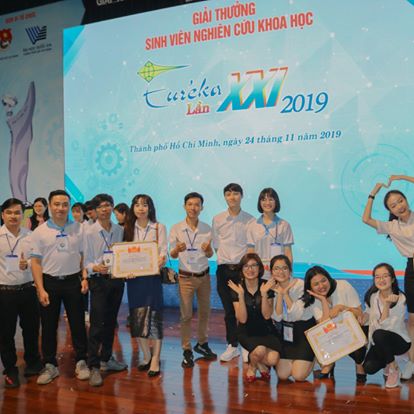 GIẢI THƯỞNG
SINH VIÊN NGHIÊN CỨU KHOA HỌC
Euréka
Lần XXI 2019
Thành phố Hồ Chí Minh, ngày 24 tháng 11 năm 2019